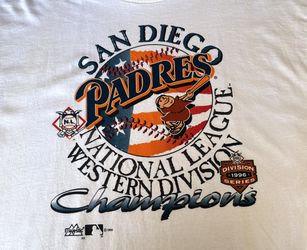 SAN DIEGO
PADRES
N.L.
NATIONAL LEAGUE
WESTERN DIVISION
DIVISION
1996
SERIES
Champions